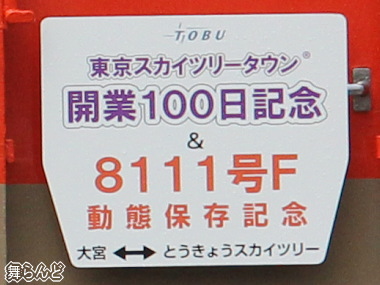 TOBU
東京スカイツリータウン®
開業100日記念
&
8111号F
動態保存記念
大宮 ⟷ とうきょうスカイツリー
舞らんど